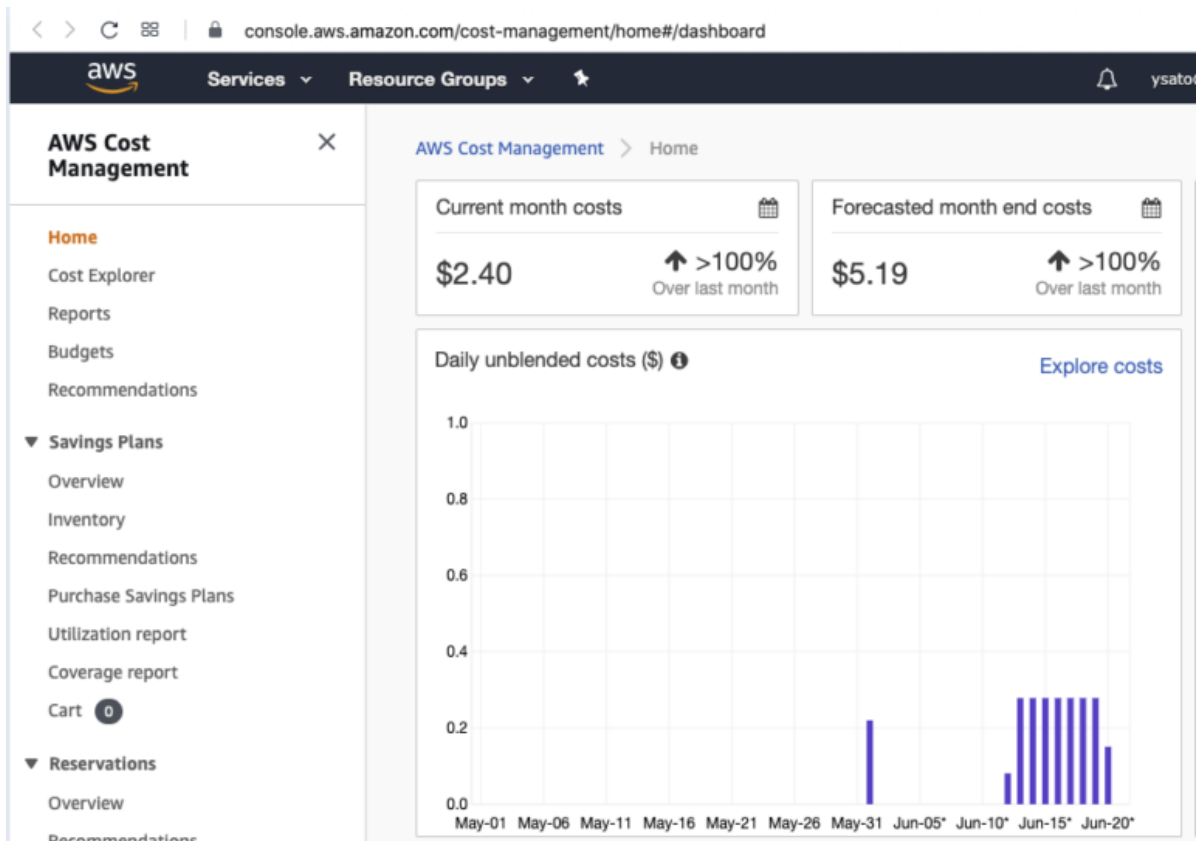 console.aws.amazon.com/cost-management/home#/dashboard
aws
Services
Resource Groups
AWS Cost
Management
Home
Cost Explorer
Reports
Budgets
Recommendations
Savings Plans
Overview
Inventory
Recommendations
Purchase Savings Plans
Utilization report
Coverage report
Cart 0
Reservations
Overview
Recommendations
AWS Cost Management > Home
Current month costs
$2.40
>100%
Over last month
Forecasted month end costs
$5.19
>100%
Over last month
Daily unblended costs ($)
Explore costs
1.0
0.8
0.6
0.4
0.2
0.0
May-01 May-06 May-11 May-16 May-21 May-26 May-31 Jun-05* Jun-10* Jun-15* Jun-20*